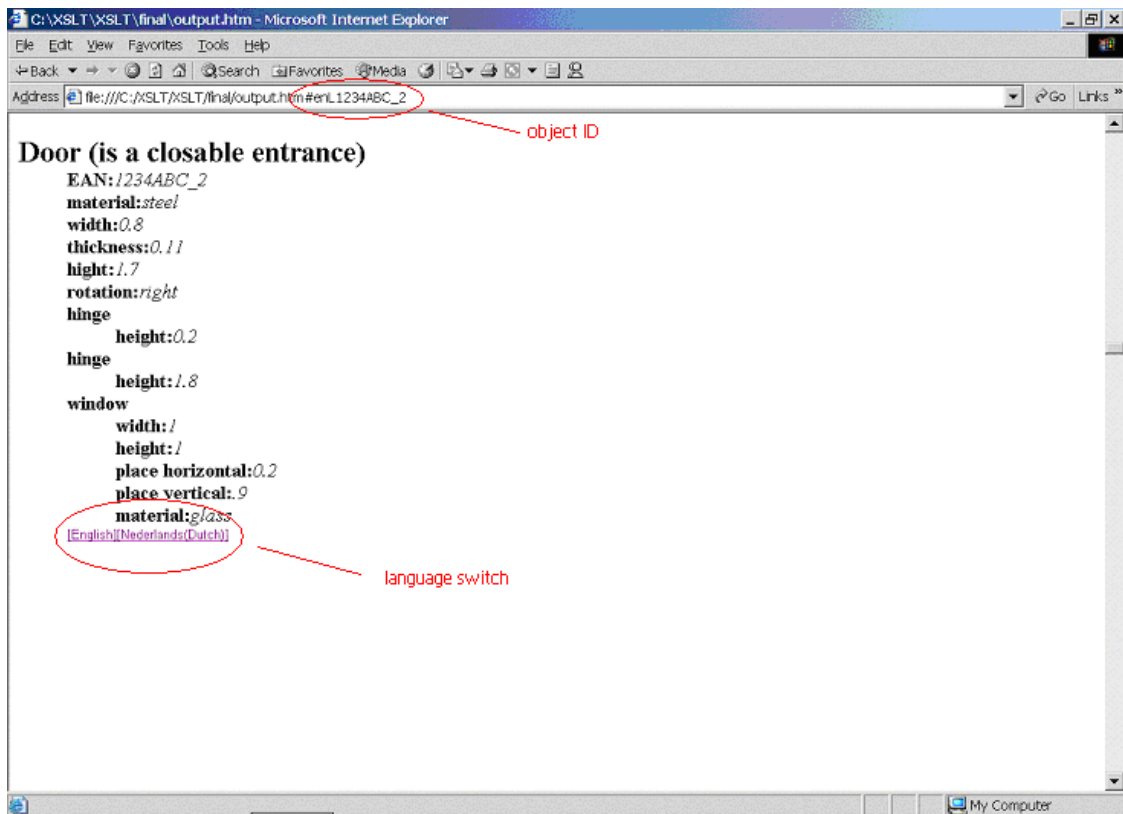 C:\XSLT\XSLT\final\output.htm - Microsoft Internet Explorer
File Edit View Favorites Tools Help
Back Search Favorites Media
Address file:///C:/XSLT/XSLT/final/output.htm#enL1234ABC_2 Go Links »
object ID
Door (is a closable entrance)
EAN:1234ABC_2
material:steel
width:0.8
thickness:0.11
hight:1.7
rotation:right
hinge
height:0.2
hinge
height:1.8
window
width:1
height:1
place horizontal:0.2
place vertical:.9
material:glass
[English][Nederlands(Dutch)]
language switch
My Computer